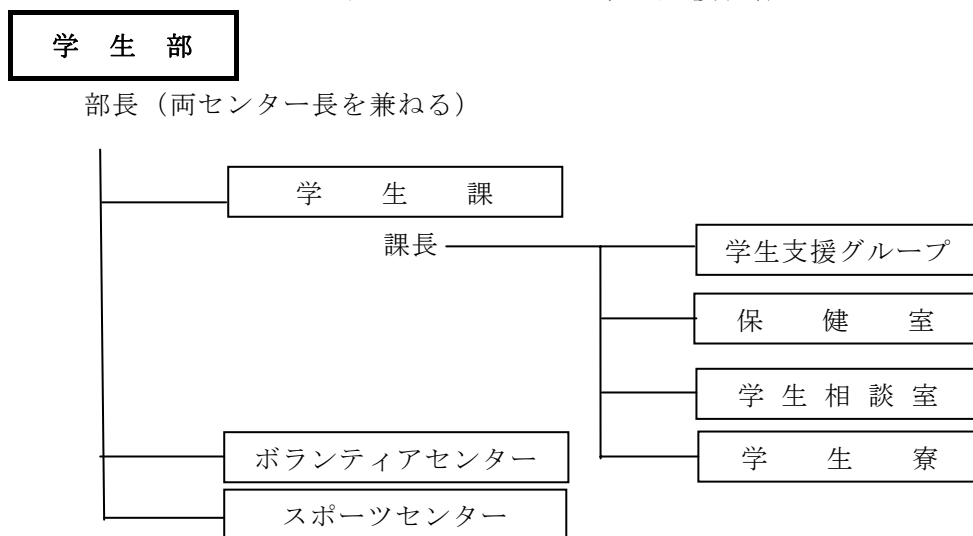 学生部
部長（両センター長を兼ねる）
学生課
課長
学生支援グループ
保健室
学生相談室
学生寮
ボランティアセンター
スポーツセンター